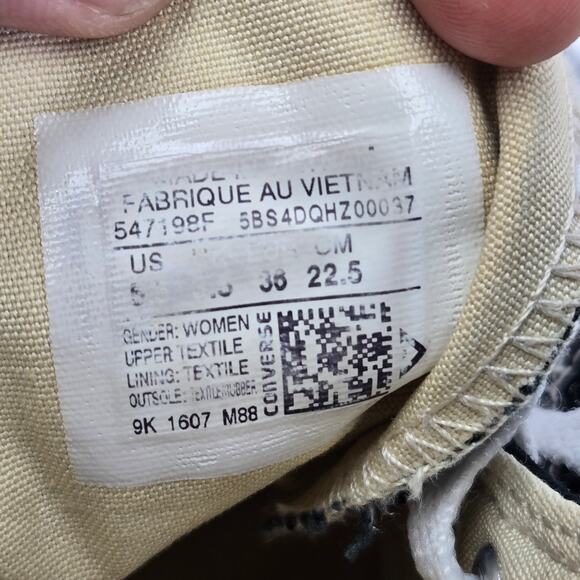 FABRIQUE AU VIETNAM
547198F 5BS4DQHZ00037
US CM
36 22.5
GENDER: WOMEN
UPPER TEXTILE
LINING: TEXTILE
OUTSOLE: TEXTILE/RUBBER
9K 1607 M88
CONVERSE